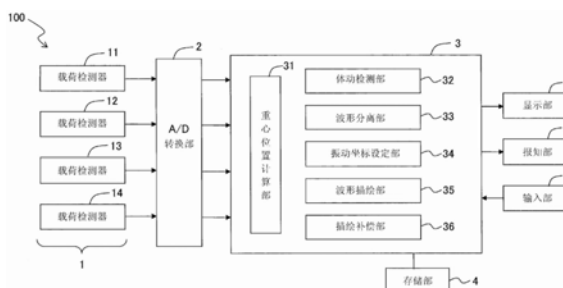 100
11
载荷检测器
12
载荷检测器
13
载荷检测器
14
载荷检测器
1
2
A/D
转换部
3
31
重心位置计算部
体动检测部
32
波形分离部
33
振动坐标设定部
34
波形描绘部
35
描绘补偿部
36
显示部
报知部
输入部
存储部
4